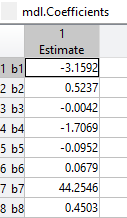 mdl.Coefficients
1
Estimate
1 b1 -3.1592
2 b2 0.5237
3 b3 -0.0042
4 b4 -1.7069
5 b5 -0.0952
6 b6 0.0679
7 b7 44.2546
8 b8 0.4503